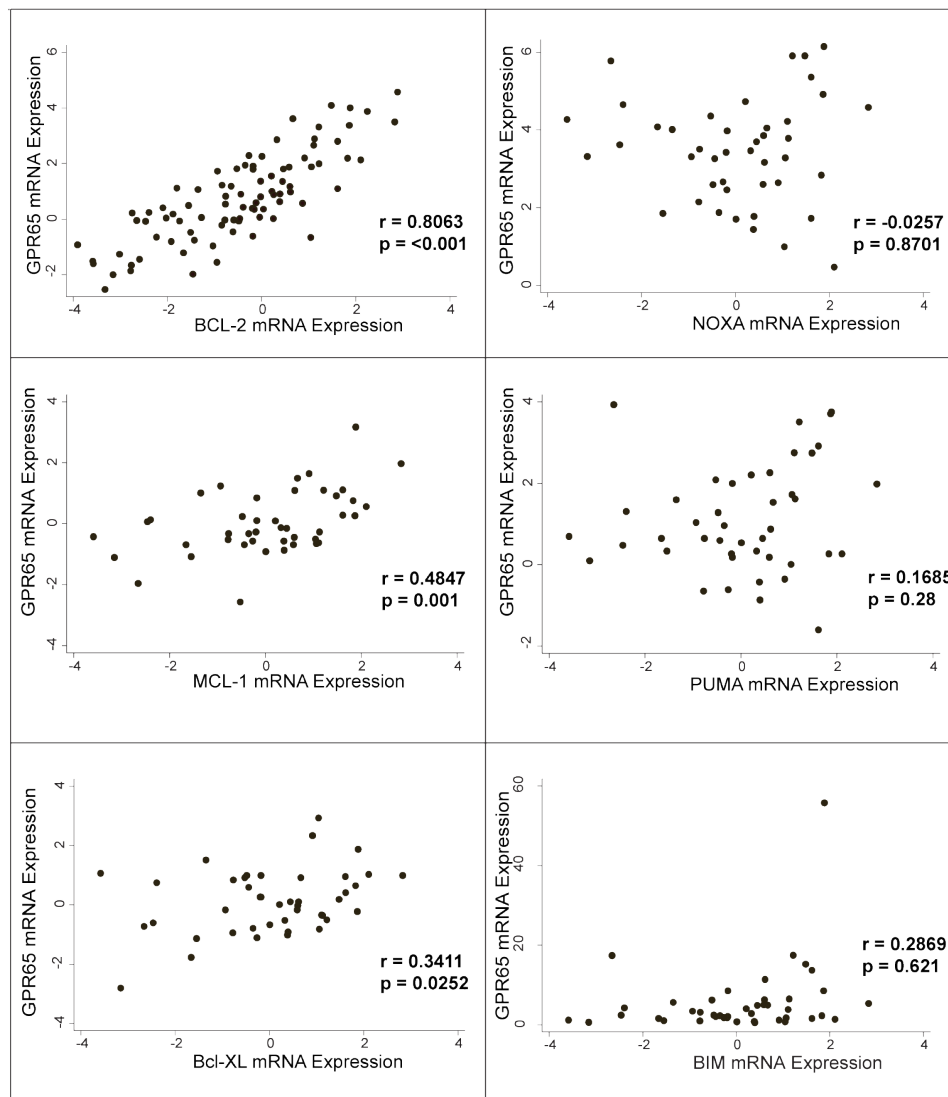 GPR65 mRNA Expression
6
4
2
0
-2
-4
-2
0
2
4
BCL-2 mRNA Expression
r = 0.8063
p = <0.001
GPR65 mRNA Expression
6
4
2
0
-4
-2
0
2
4
NOXA mRNA Expression
r = -0.0257
p = 0.8701
GPR65 mRNA Expression
4
2
0
-2
-4
-4
-2
0
2
4
MCL-1 mRNA Expression
r = 0.4847
p = 0.001
GPR65 mRNA Expression
4
2
0
-2
-4
-2
0
2
4
PUMA mRNA Expression
r = 0.1685
p = 0.28
GPR65 mRNA Expression
4
2
0
-2
-4
-4
-2
0
2
4
Bcl-XL mRNA Expression
r = 0.3411
p = 0.0252
GPR65 mRNA Expression
60
40
20
0
-4
-2
0
2
4
BIM mRNA Expression
r = 0.2869
p = 0.621